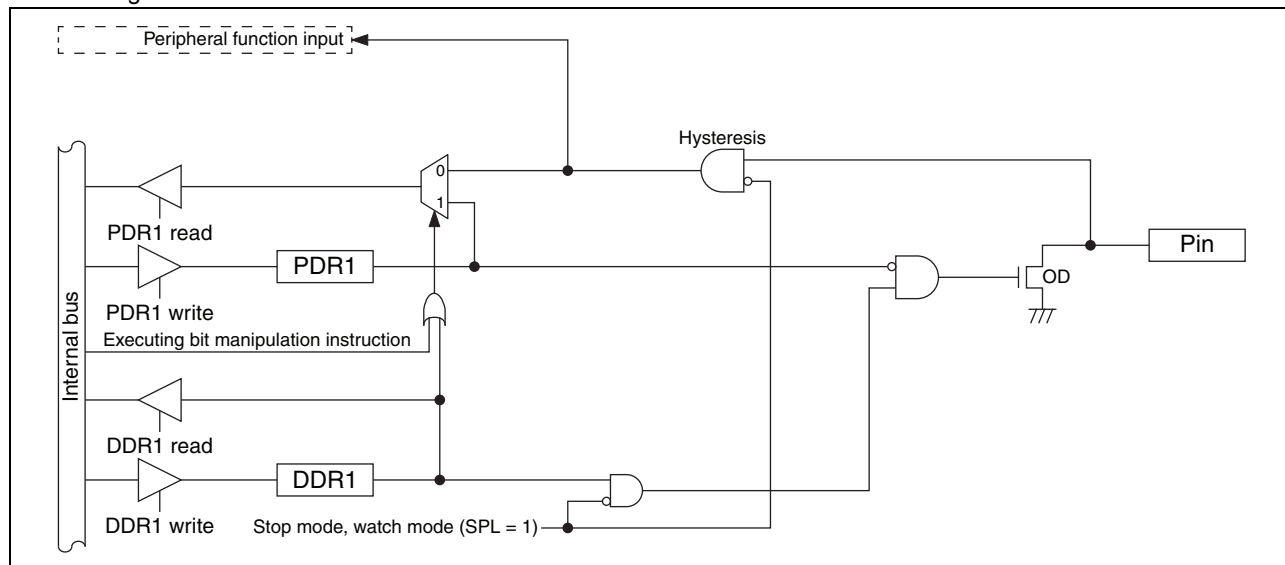 Peripheral function input
Hysteresis
0
1
PDR1 read
Pin
PDR1
OD
PDR1 write
Executing bit manipulation instruction
Internal bus
DDR1 read
DDR1
DDR1 write
Stop mode, watch mode (SPL = 1)